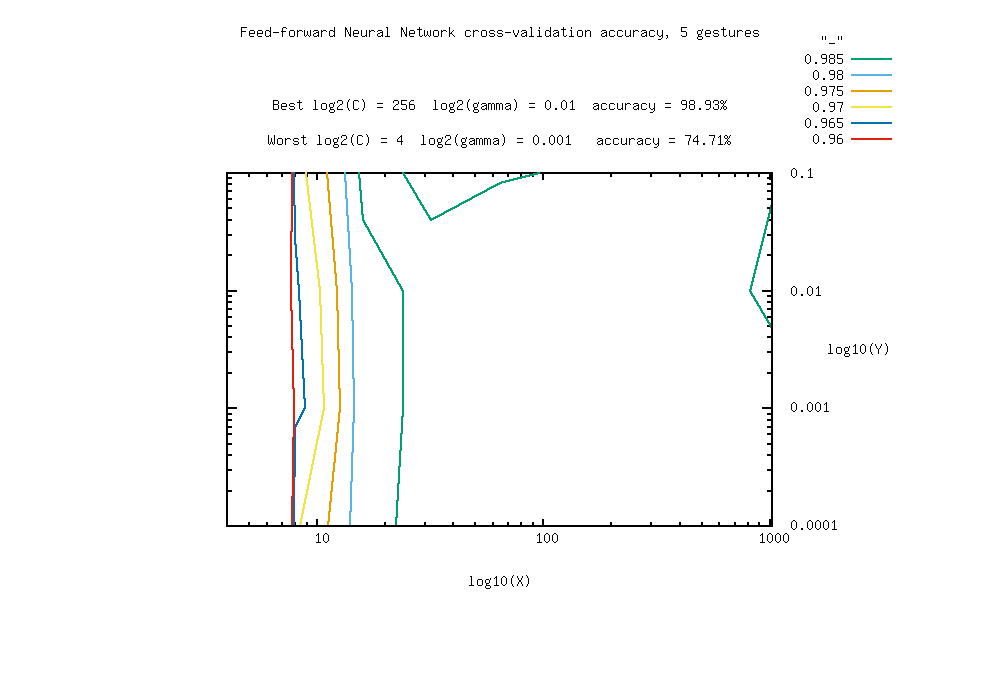 Feed-forward Neural Network cross-validation accuracy, 5 gestures
"_"
0.985
0.98
0.975
0.97
0.965
0.96
Best log2(C) = 256 log2(gamma) = 0.01 accuracy = 98.93%
Worst log2(C) = 4 log2(gamma) = 0.001 accuracy = 74.71%
0.1
0.01
log10(Y)
0.001
0.0001
10
100
1000
log10(X)